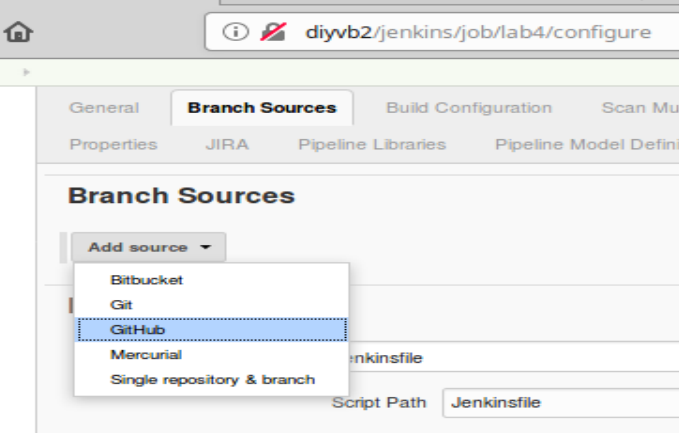 diyvb2/jenkins/job/lab4/configure
General Branch Sources Build Configuration Scan Mu
Properties JIRA Pipeline Libraries Pipeline Model Defini
Branch Sources
Add source
Bitbucket
Git
GitHub
Mercurial
enkinsfile
Single repository & branch
Script Path Jenkinsfile